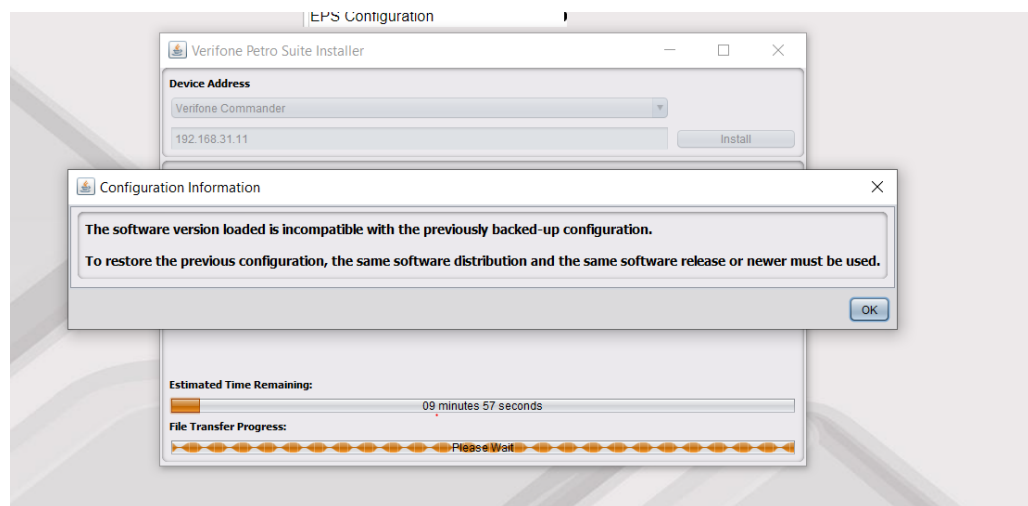 EPS Configuration
Verifone Petro Suite Installer
Device Address
Verifone Commander
192.168.31.11
Install
Configuration Information
The software version loaded is incompatible with the previously backed-up configuration.
To restore the previous configuration, the same software distribution and the same software release or newer must be used.
OK
Estimated Time Remaining:
09 minutes 57 seconds
File Transfer Progress:
Please Wait